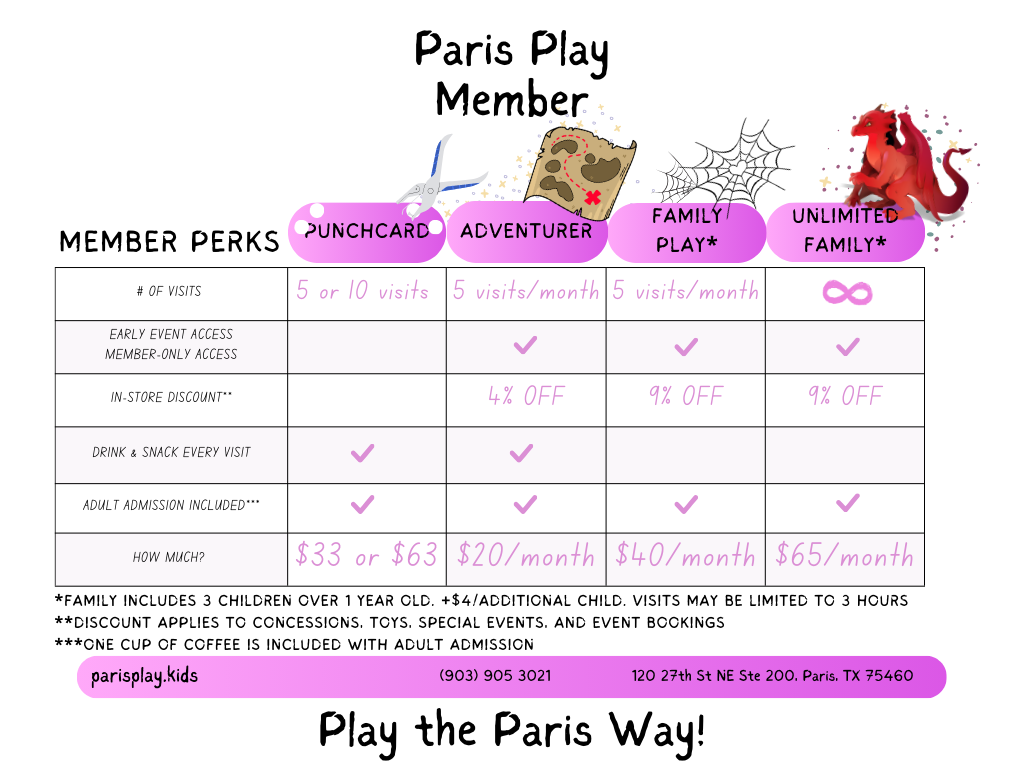 Paris Play
Member
MEMBER PERKS
PUNCHCARD
ADVENTURER
FAMILY
PLAY*
UNLIMITED
FAMILY*
# OF VISITS
5 or 10 visits
5 visits/month
5 visits/month
∞
EARLY EVENT ACCESS
MEMBER-ONLY ACCESS
IN-STORE DISCOUNT**
4% OFF
9% OFF
9% OFF
DRINK & SNACK EVERY VISIT
ADULT ADMISSION INCLUDED***
HOW MUCH?
$33 or $63
$20/month
$40/month
$65/month
*FAMILY INCLUDES 3 CHILDREN OVER 1 YEAR OLD. +$4/ADDITIONAL CHILD. VISITS MAY BE LIMITED TO 3 HOURS
**DISCOUNT APPLIES TO CONCESSIONS, TOYS, SPECIAL EVENTS, AND EVENT BOOKINGS
***ONE CUP OF COFFEE IS INCLUDED WITH ADULT ADMISSION
parisplay.kids
(903) 905 3021
120 27th St NE Ste 200, Paris, TX 75460
Play the Paris Way!